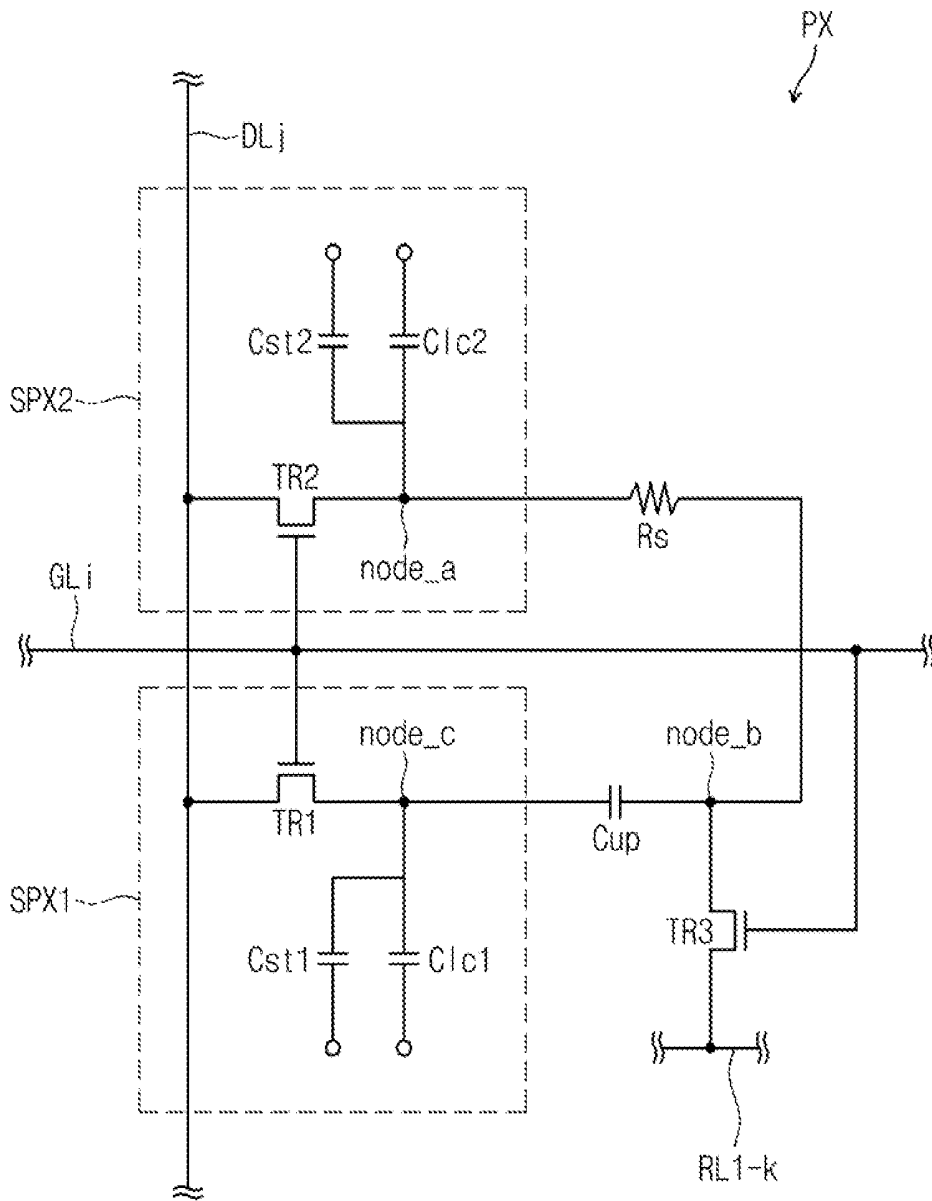 PX
DLj
Cst2
Clc2
SPX2
TR2
Rs
node_a
GLi
node_c
node_b
TR1
Cup
SPX1
TR3
Cst1
Clc1
RL1-k